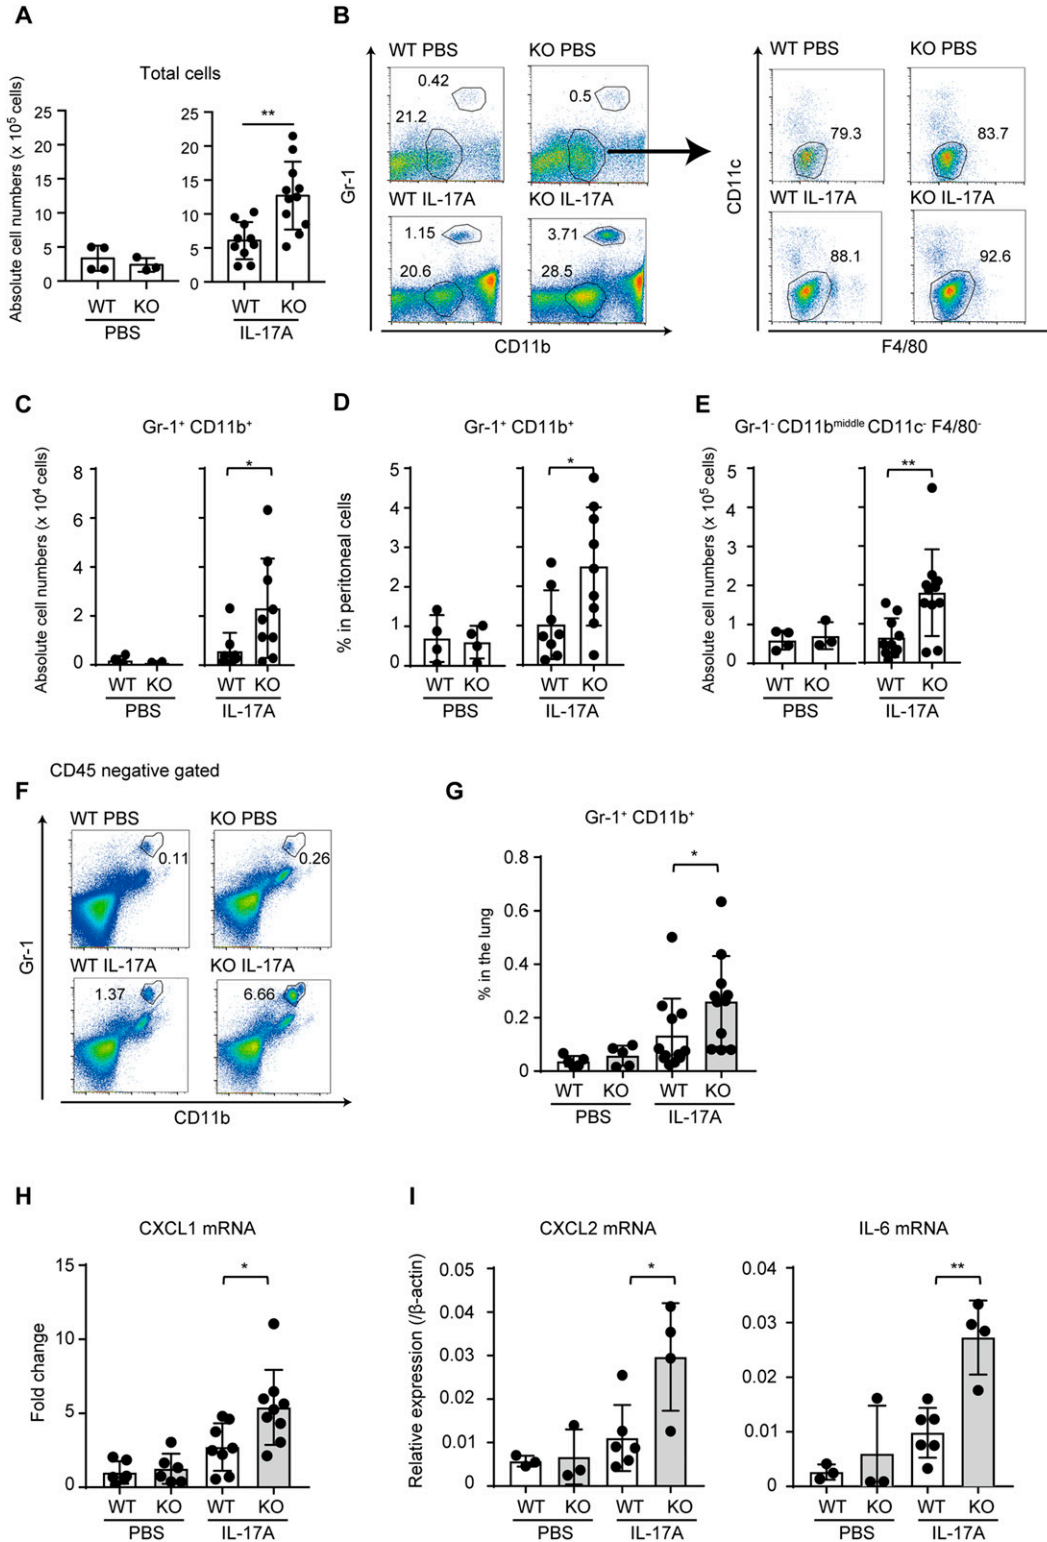 A
Total cells
Absolute cell numbers (x 10⁵ cells)
25
20
15
10
5
0
WT KO
PBS
25
20
15
10
5
0
**
WT KO
IL-17A
B
WT PBS
0.42
21.2
KO PBS
0.5
WT IL-17A
1.15
20.6
KO IL-17A
3.71
28.5
Gr-1
CD11b
WT PBS
79.3
KO PBS
83.7
WT IL-17A
88.1
KO IL-17A
92.6
CD11c
F4/80
C
Gr-1⁺ CD11b⁺
Absolute cell numbers (x 10⁴ cells)
8
6
4
2
0
*
WT KO
PBS
WT KO
IL-17A
D
Gr-1⁺ CD11b⁺
% in peritoneal cells
5
4
3
2
1
0
*
WT KO
PBS
WT KO
IL-17A
E
Gr-1⁻ CD11bᵐⁱᵈᵈˡᵉ CD11c⁻ F4/80⁻
Absolute cell numbers (x 10⁵ cells)
5
4
3
2
1
0
**
WT KO
PBS
WT KO
IL-17A
CD45 negative gated
F
WT PBS
0.11
KO PBS
0.26
WT IL-17A
1.37
KO IL-17A
6.66
Gr-1
CD11b
G
Gr-1⁺ CD11b⁺
% in the lung
0.8
0.6
0.4
0.2
0
*
WT KO WT KO
PBS IL-17A
H
CXCL1 mRNA
Fold change
15
10
5
0
*
WT KO WT KO
PBS IL-17A
I
CXCL2 mRNA
Relative expression (/β-actin)
0.05
0.04
0.03
0.02
0.01
0
*
WT KO WT KO
PBS IL-17A
IL-6 mRNA
0.04
0.03
0.02
0.01
0
**
WT KO WT KO
PBS IL-17A